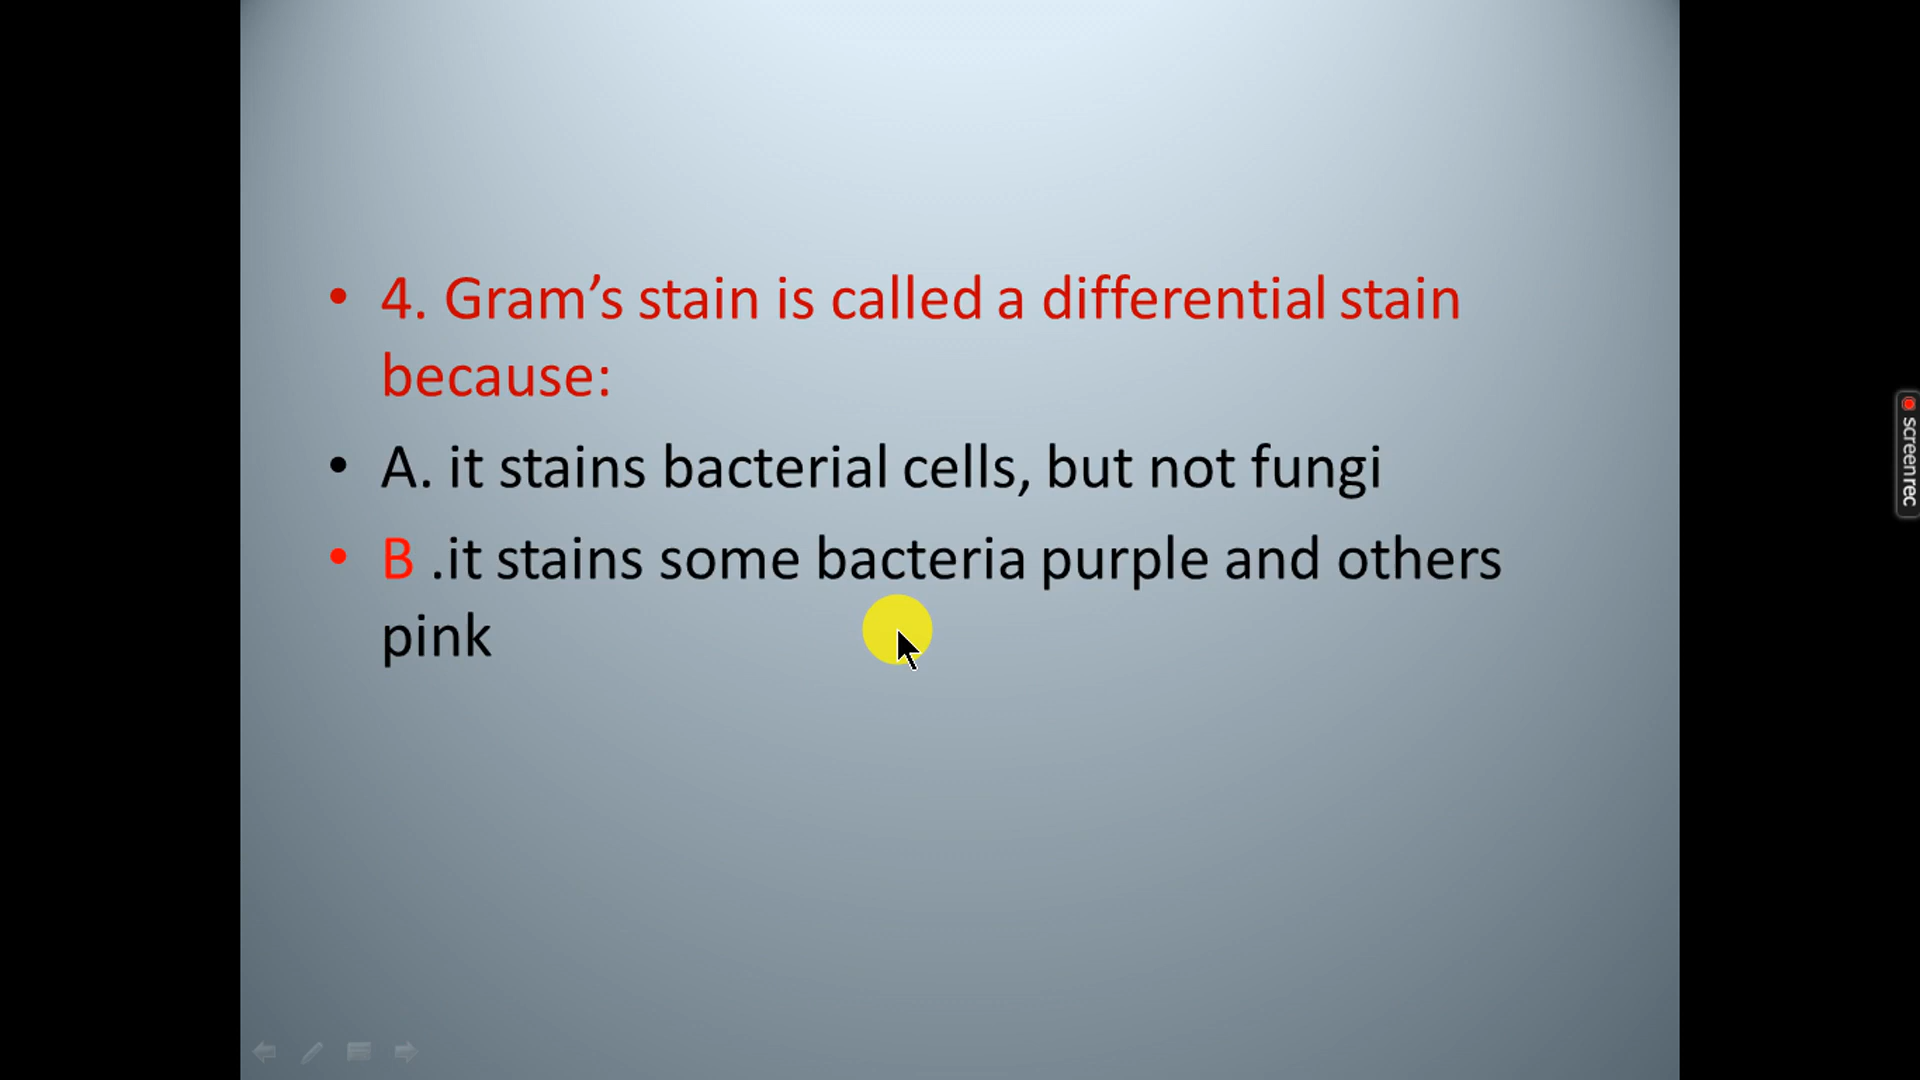 • 4. Gram’s stain is called a differential stain
because:
• A. it stains bacterial cells, but not fungi
• B .it stains some bacteria purple and others
pink
screenrec